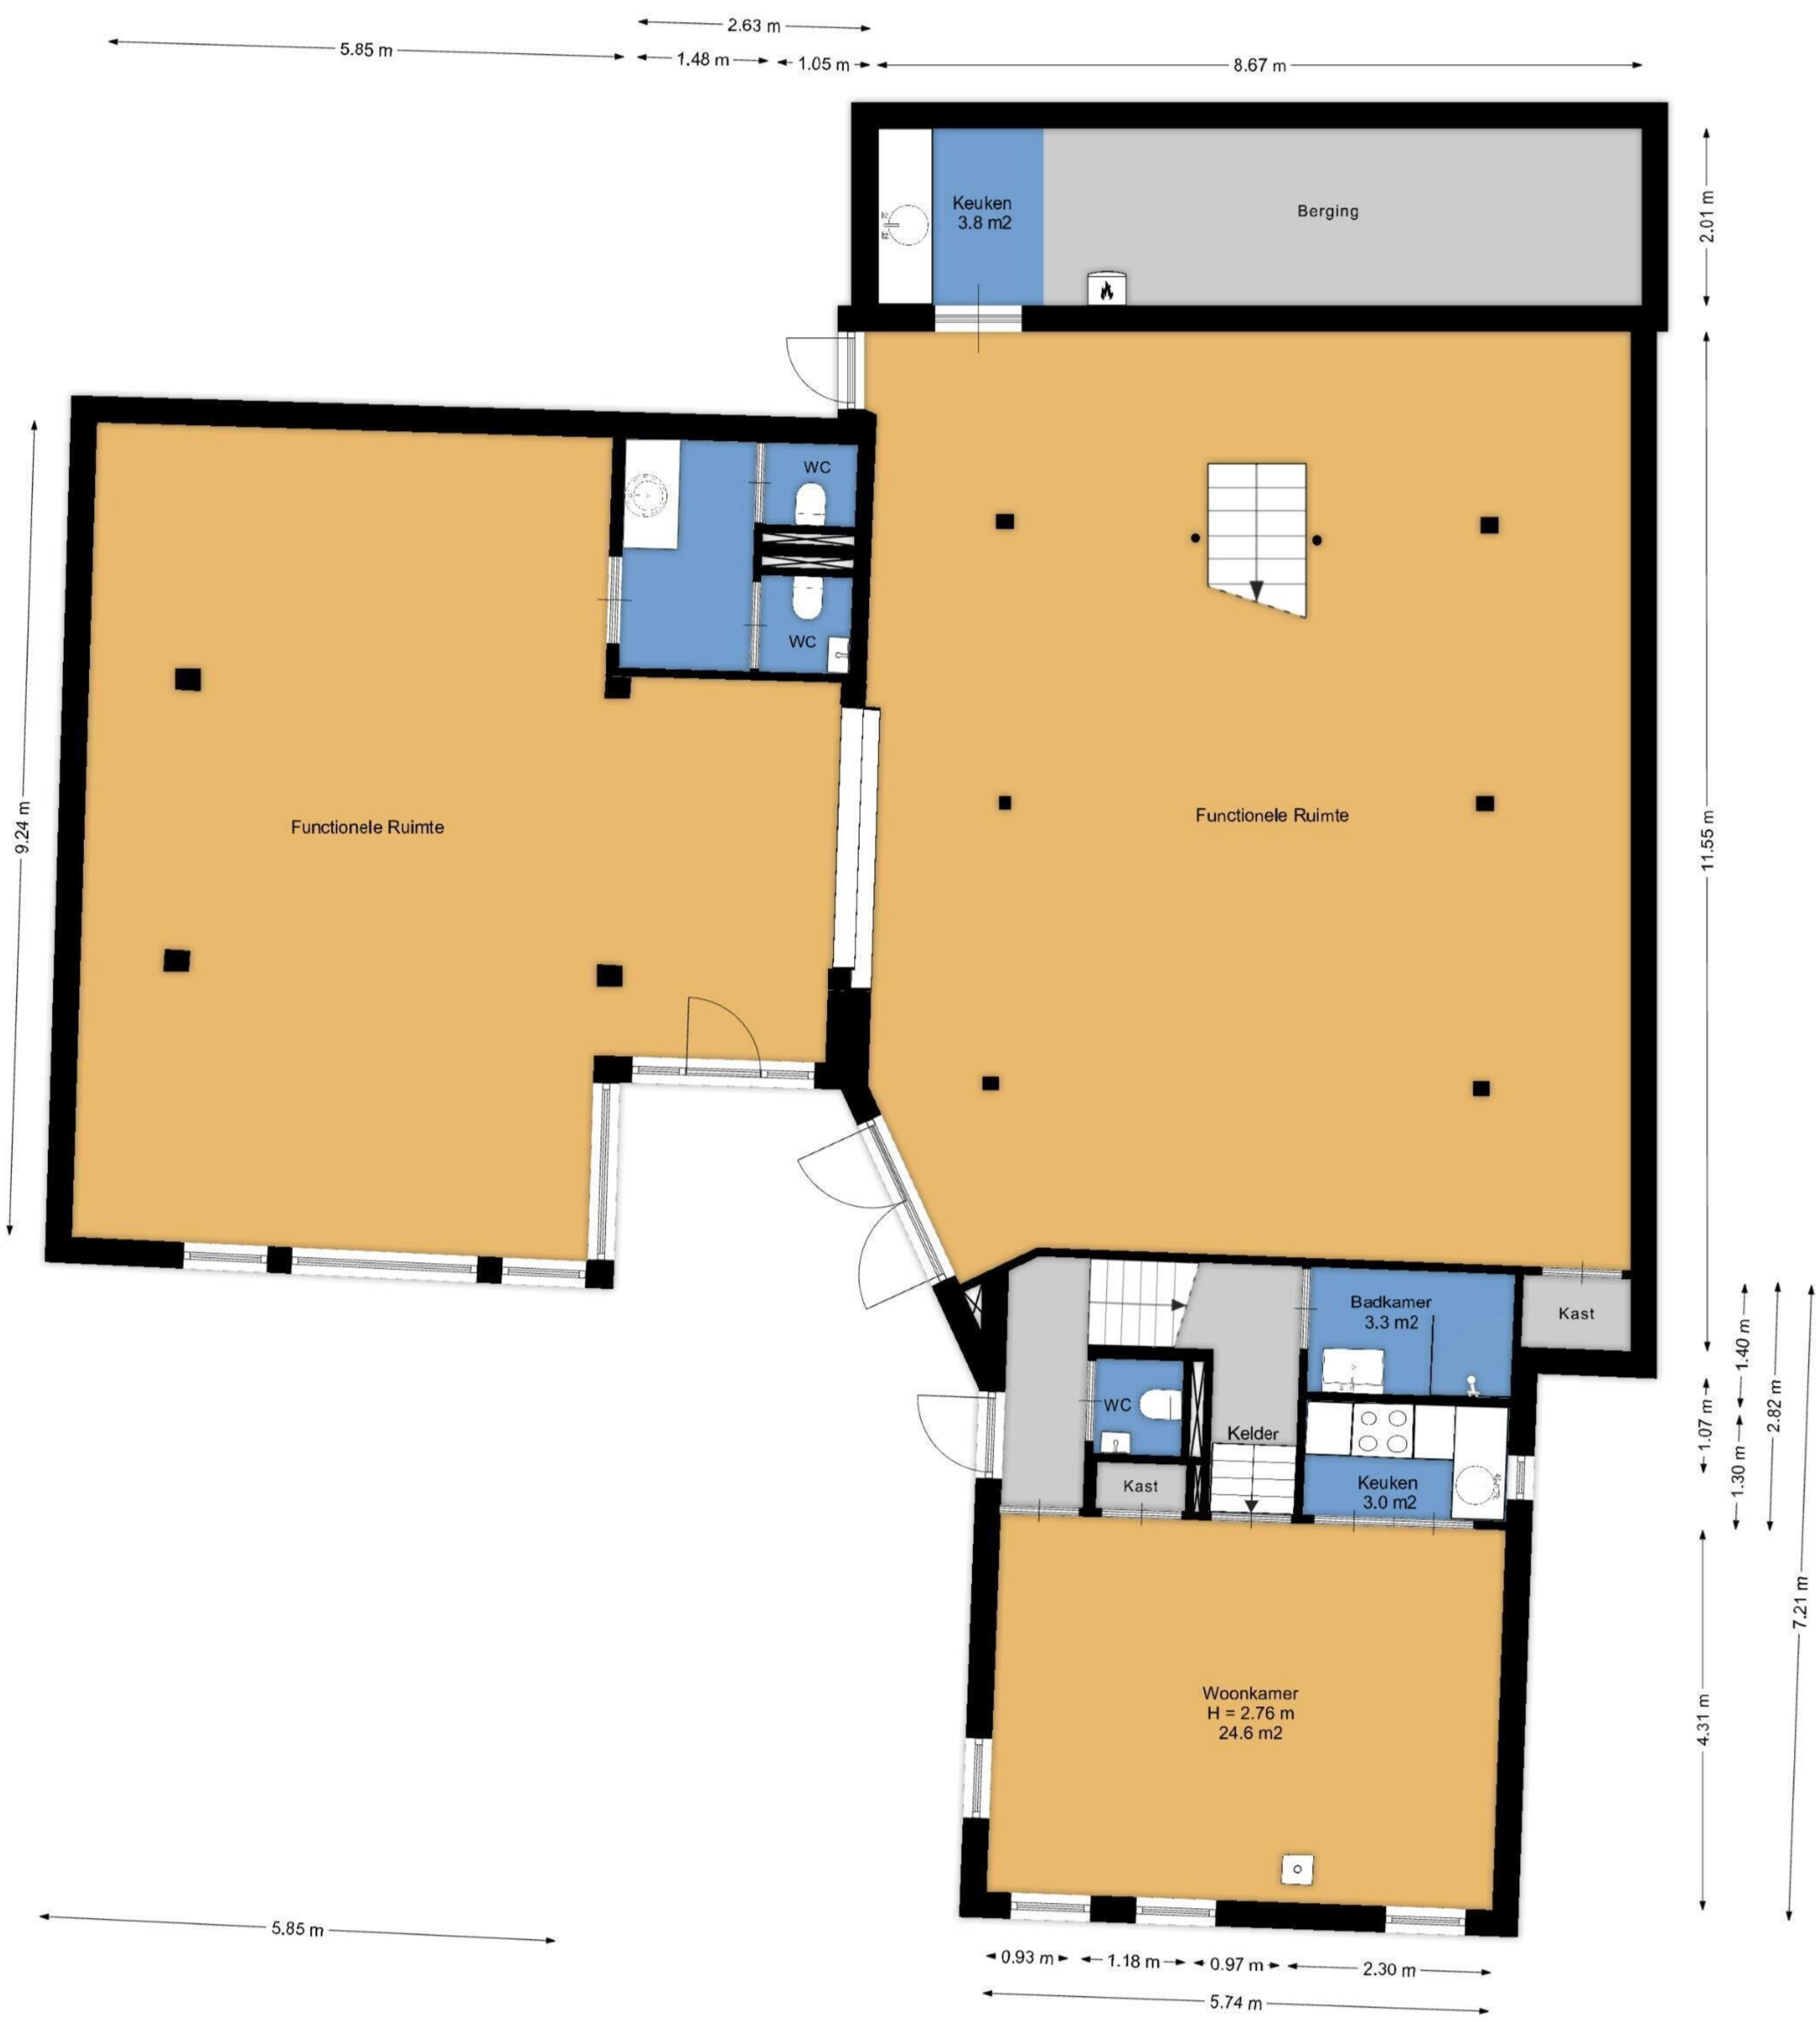 2.63 m
5.85 m
1.48 m
1.05 m
8.67 m
Keuken
3.8 m2
Berging
2.01 m
WC
WC
9.24 m
Functionele Ruimte
Functionele Ruimte
11.55 m
Badkamer
3.3 m2
Kast
1.40 m
WC
Kelder
1.07 m
2.82 m
Kast
Keuken
3.0 m2
1.30 m
7.21 m
Woonkamer
H = 2.76 m
24.6 m2
4.31 m
5.85 m
0.93 m
1.18 m
0.97 m
2.30 m
5.74 m